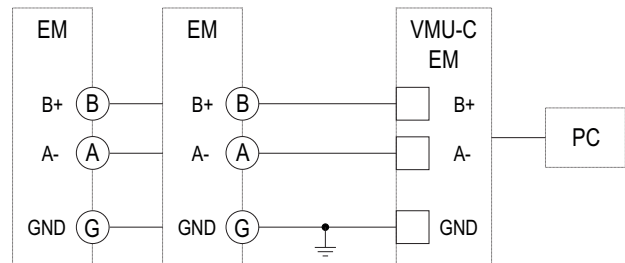 EM EM VMU-C
EM
B+ B B+ B B+
PC
A- A A- A A-
GND G GND G GND